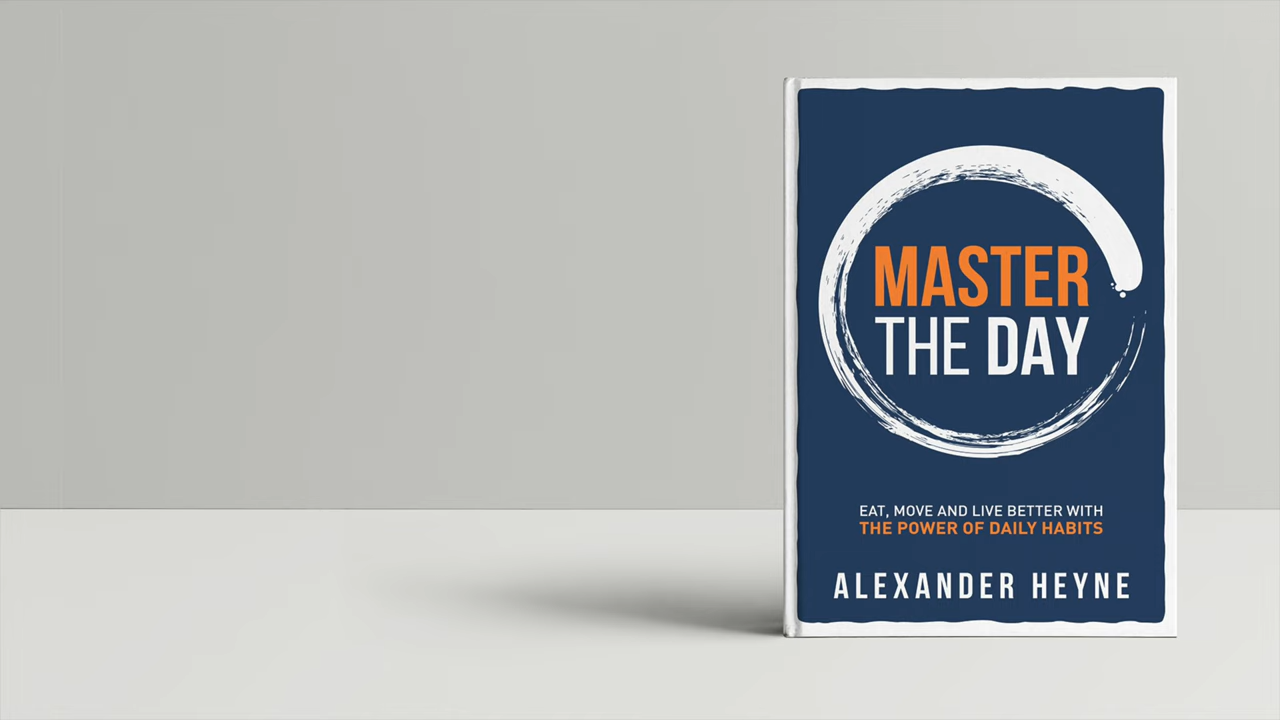 MASTER
THE DAY
EAT, MOVE AND LIVE BETTER WITH
THE POWER OF DAILY HABITS
ALEXANDER HEYNE